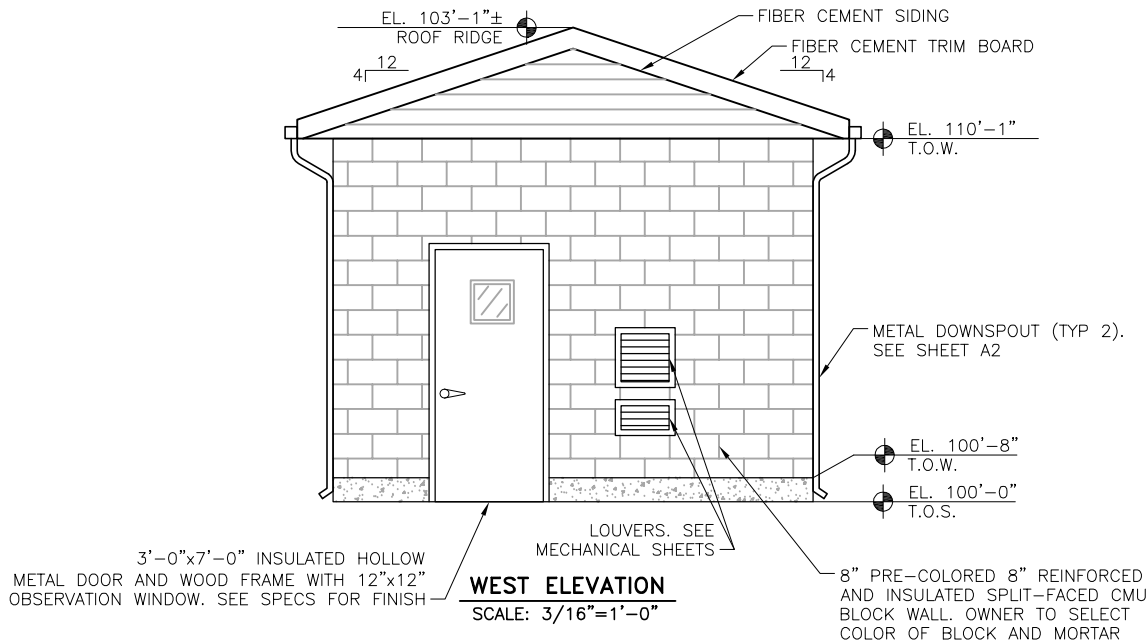 EL. 103'-1"±
ROOF RIDGE
FIBER CEMENT SIDING
FIBER CEMENT TRIM BOARD
12
4
12
4
EL. 110'-1"
T.O.W.
METAL DOWNSPOUT (TYP 2).
SEE SHEET A2
EL. 100'-8"
T.O.W.
EL. 100'-0"
T.O.S.
LOUVERS. SEE
MECHANICAL SHEETS
3'-0"x7'-0" INSULATED HOLLOW
METAL DOOR AND WOOD FRAME WITH 12"x12"
OBSERVATION WINDOW. SEE SPECS FOR FINISH
WEST ELEVATION
SCALE: 3/16"=1'-0"
8" PRE-COLORED 8" REINFORCED
AND INSULATED SPLIT-FACED CMU
BLOCK WALL. OWNER TO SELECT
COLOR OF BLOCK AND MORTAR